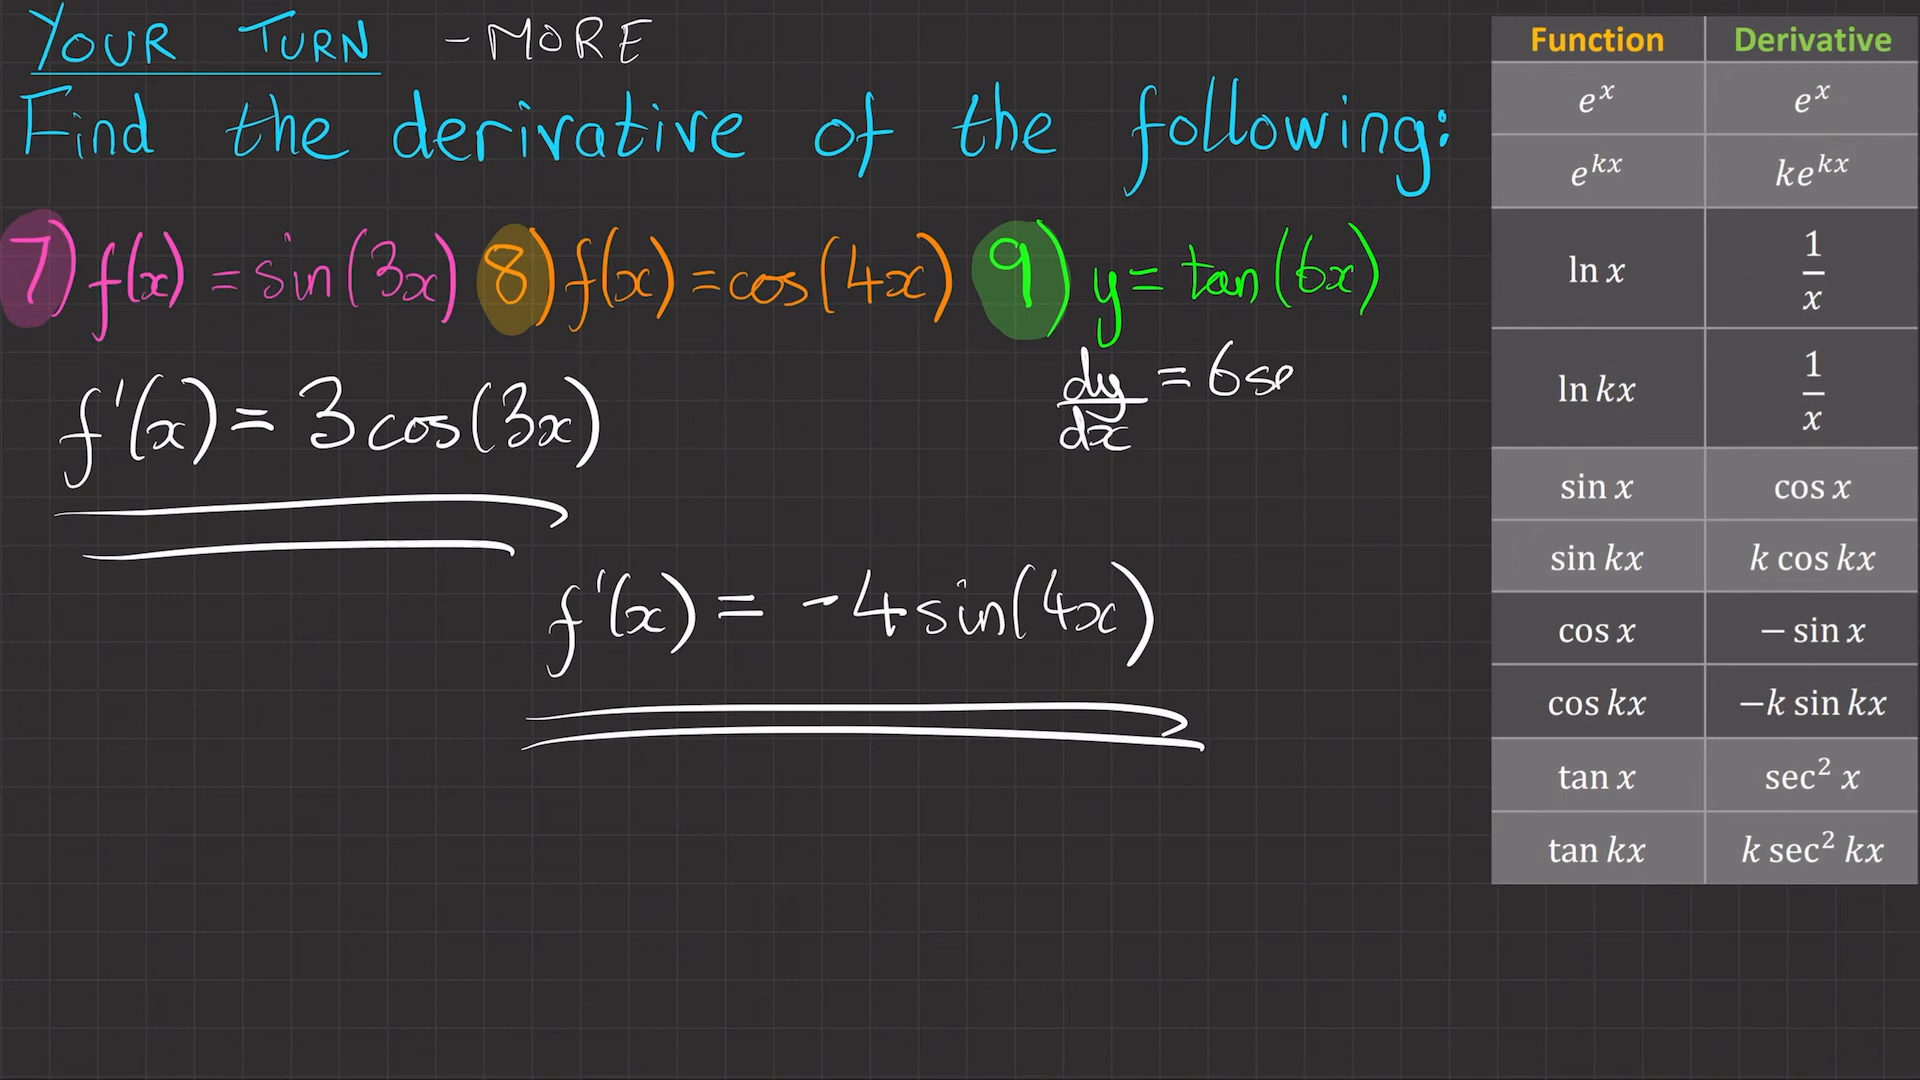 YOUR TURN - MORE
Find the derivative of the following:
7) f(x) = sin(3x) 8) f(x) = cos(4x) 9) y = tan(6x)
f'(x) = 3cos(3x)
dy/dx = 6se
f'(x) = -4sin(4x)
Function Derivative
e^x e^x
e^{kx} ke^{kx}
ln x 1/x
ln kx 1/x
sin x cos x
sin kx k cos kx
cos x − sin x
cos kx −k sin kx
tan x sec² x
tan kx k sec² kx